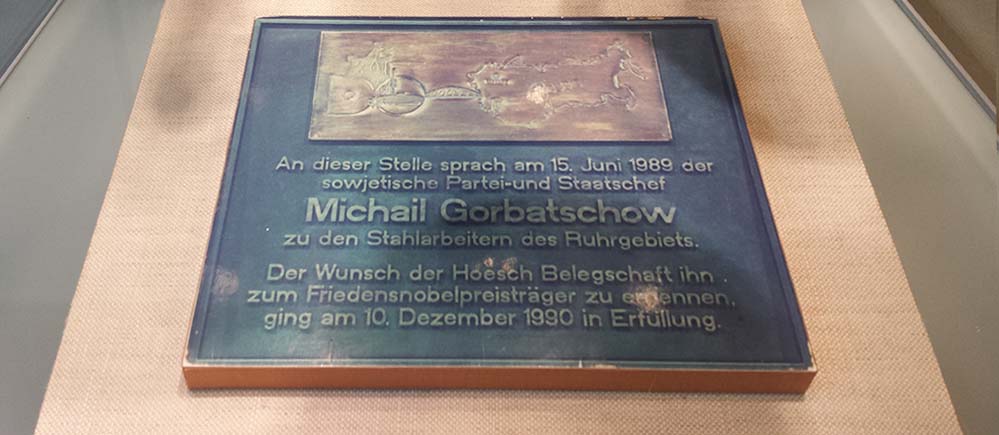 An dieser Stelle sprach am 15. Juni 1989 der
sowjetische Partei-und Staatschef
Michail Gorbatschow
zu den Stahlarbeitern des Ruhrgebiets.
Der Wunsch der Hoesch Belegschaft ihn
zum Friedensnobelpreisträger zu ernennen,
ging am 10. Dezember 1990 in Erfüllung.